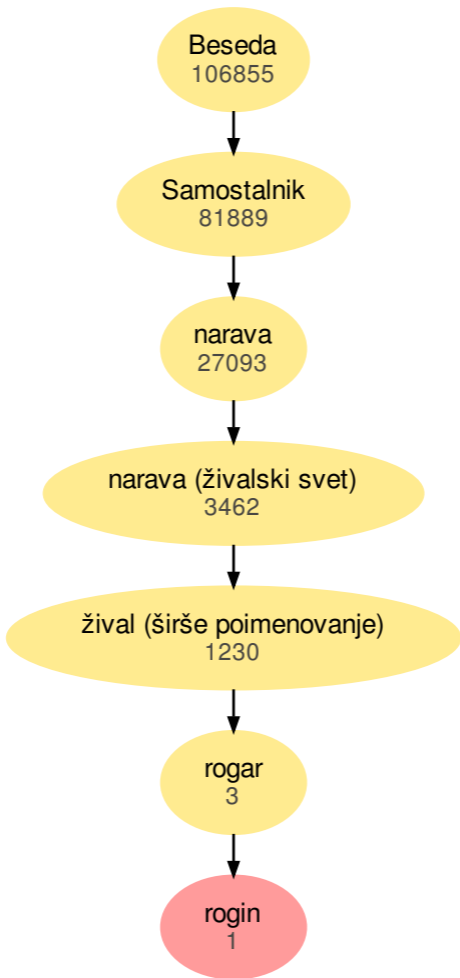 Beseda
106855
Samostalnik
81889
narava
27093
narava (živalski svet)
3462
žival (širše poimenovanje)
1230
rogar
3
rogin
1